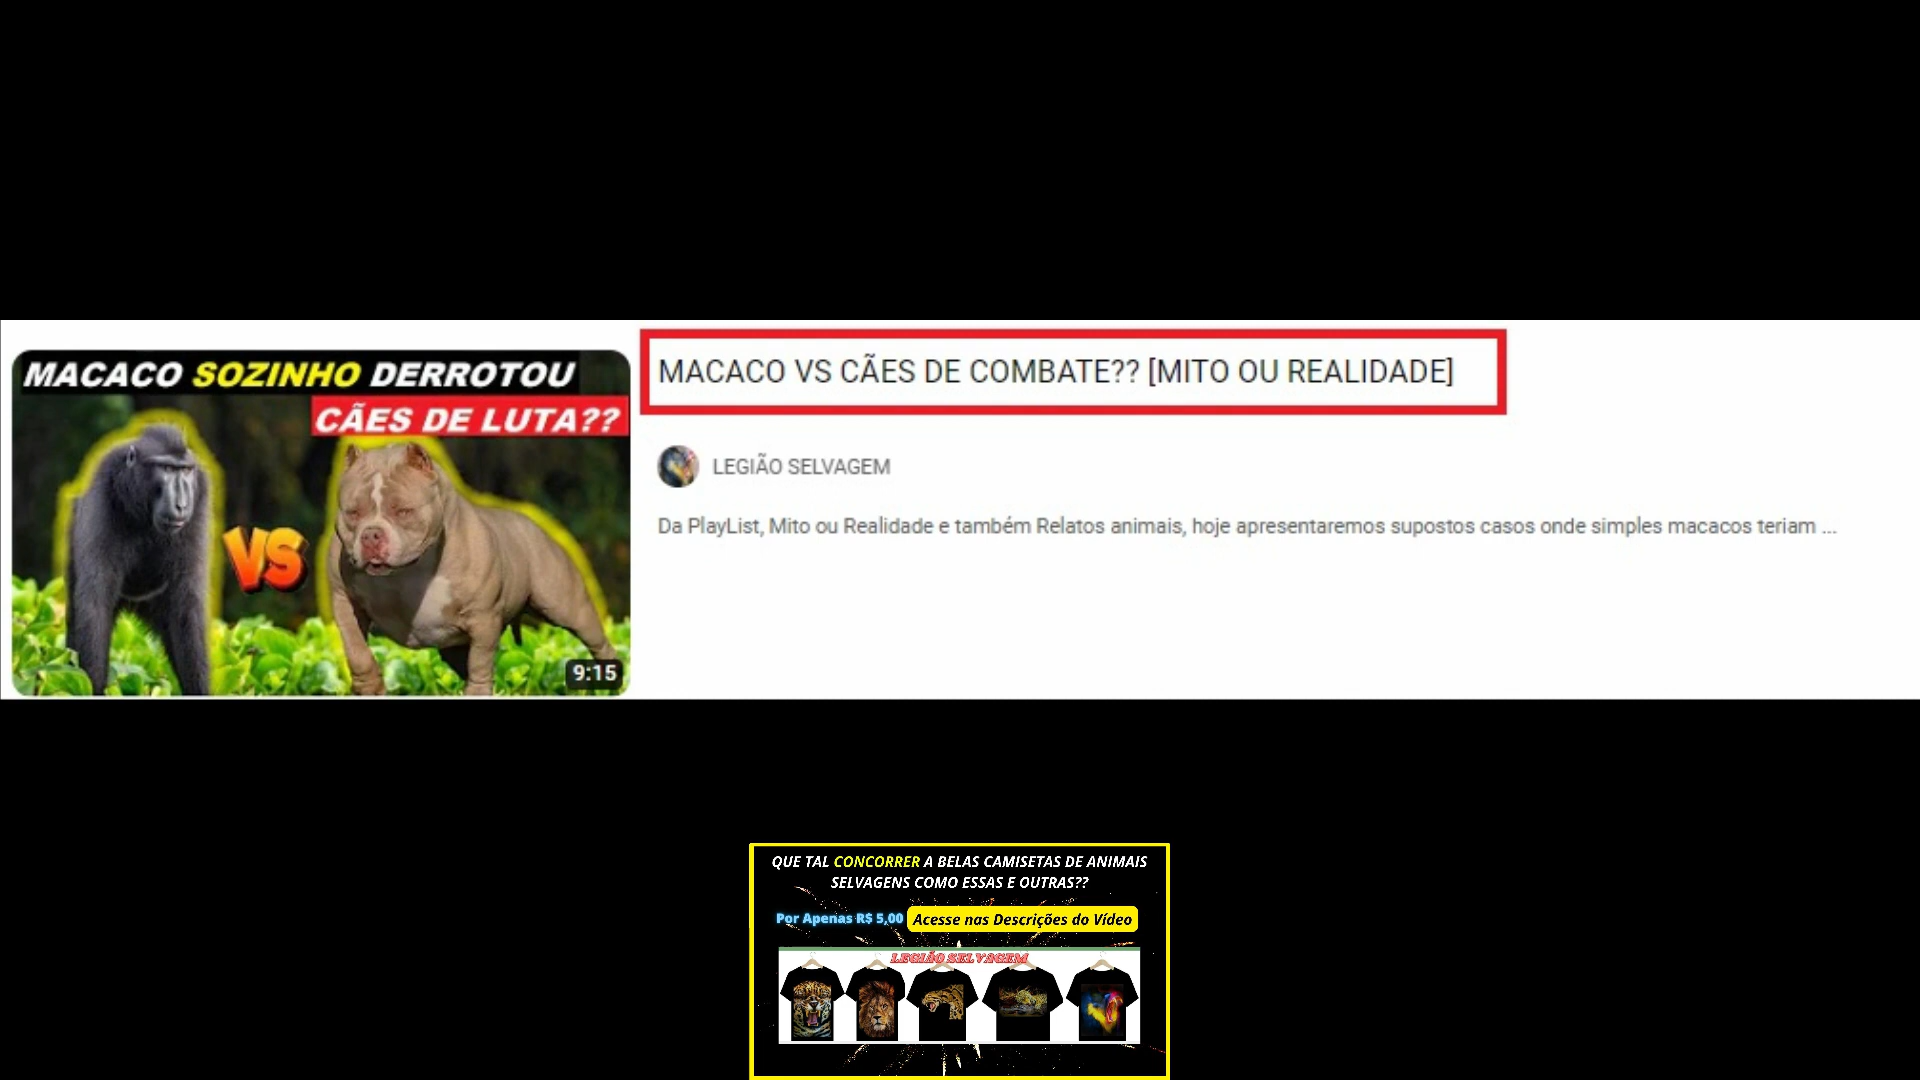 MACACO SOZINHO DERROTOU
CÃES DE LUTA??
VS
9:15
MACACO VS CÃES DE COMBATE?? [MITO OU REALIDADE]
LEGIÃO SELVAGEM
Da PlayList, Mito ou Realidade e também Relatos animais, hoje apresentaremos supostos casos onde simples macacos teriam ...
QUE TAL CONCORRER A BELAS CAMISETAS DE ANIMAIS
SELVAGENS COMO ESSAS E OUTRAS??
Por Apenas R$ 5,00 Acesse nas Descrições do Vídeo
LEGIÃO SELVAGEM